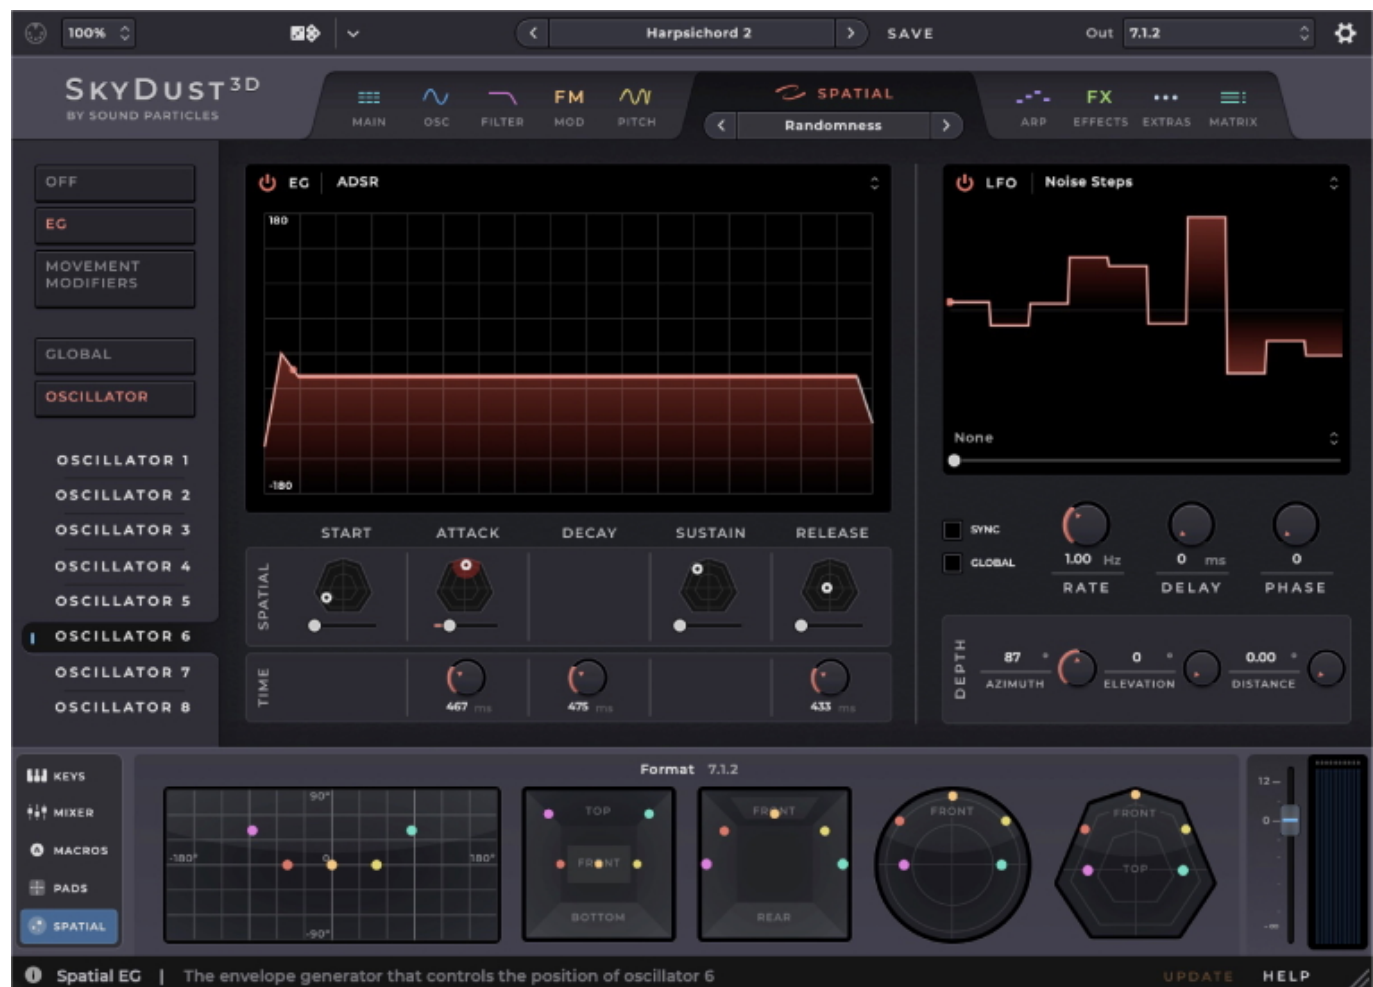 100%
Harpsichord 2
SAVE
Out 7.1.2
SKYDUST 3D
BY SOUND PARTICLES
MAIN
OSC
FILTER
FM
MOD
PITCH
SPATIAL
Randomness
ARP
FX
EFFECTS
EXTRAS
MATRIX
OFF
EG
MOVEMENT
MODIFIERS
GLOBAL
OSCILLATOR
OSCILLATOR 1
OSCILLATOR 2
OSCILLATOR 3
OSCILLATOR 4
OSCILLATOR 5
OSCILLATOR 6
OSCILLATOR 7
OSCILLATOR 8
EG ADSR
180
-180
START ATTACK DECAY SUSTAIN RELEASE
SPATIAL
TIME
467 ms
475 ms
433 ms
LFO Noise Steps
None
SYNC
GLOBAL
1.00 Hz
RATE
0 ms
DELAY
0
PHASE
DEPTH
87 °
AZIMUTH
0 °
ELEVATION
0.00 °
DISTANCE
KEYS
MIXER
A MACROS
PADS
SPATIAL
Format 7.1.2
90°
-180° 0 180°
-90°
TOP
FRONT
BOTTOM
FRONT
REAR
FRONT
FRONT
TOP
12
0
-∞
Spatial EG | The envelope generator that controls the position of oscillator 6
UPDATE
HELP